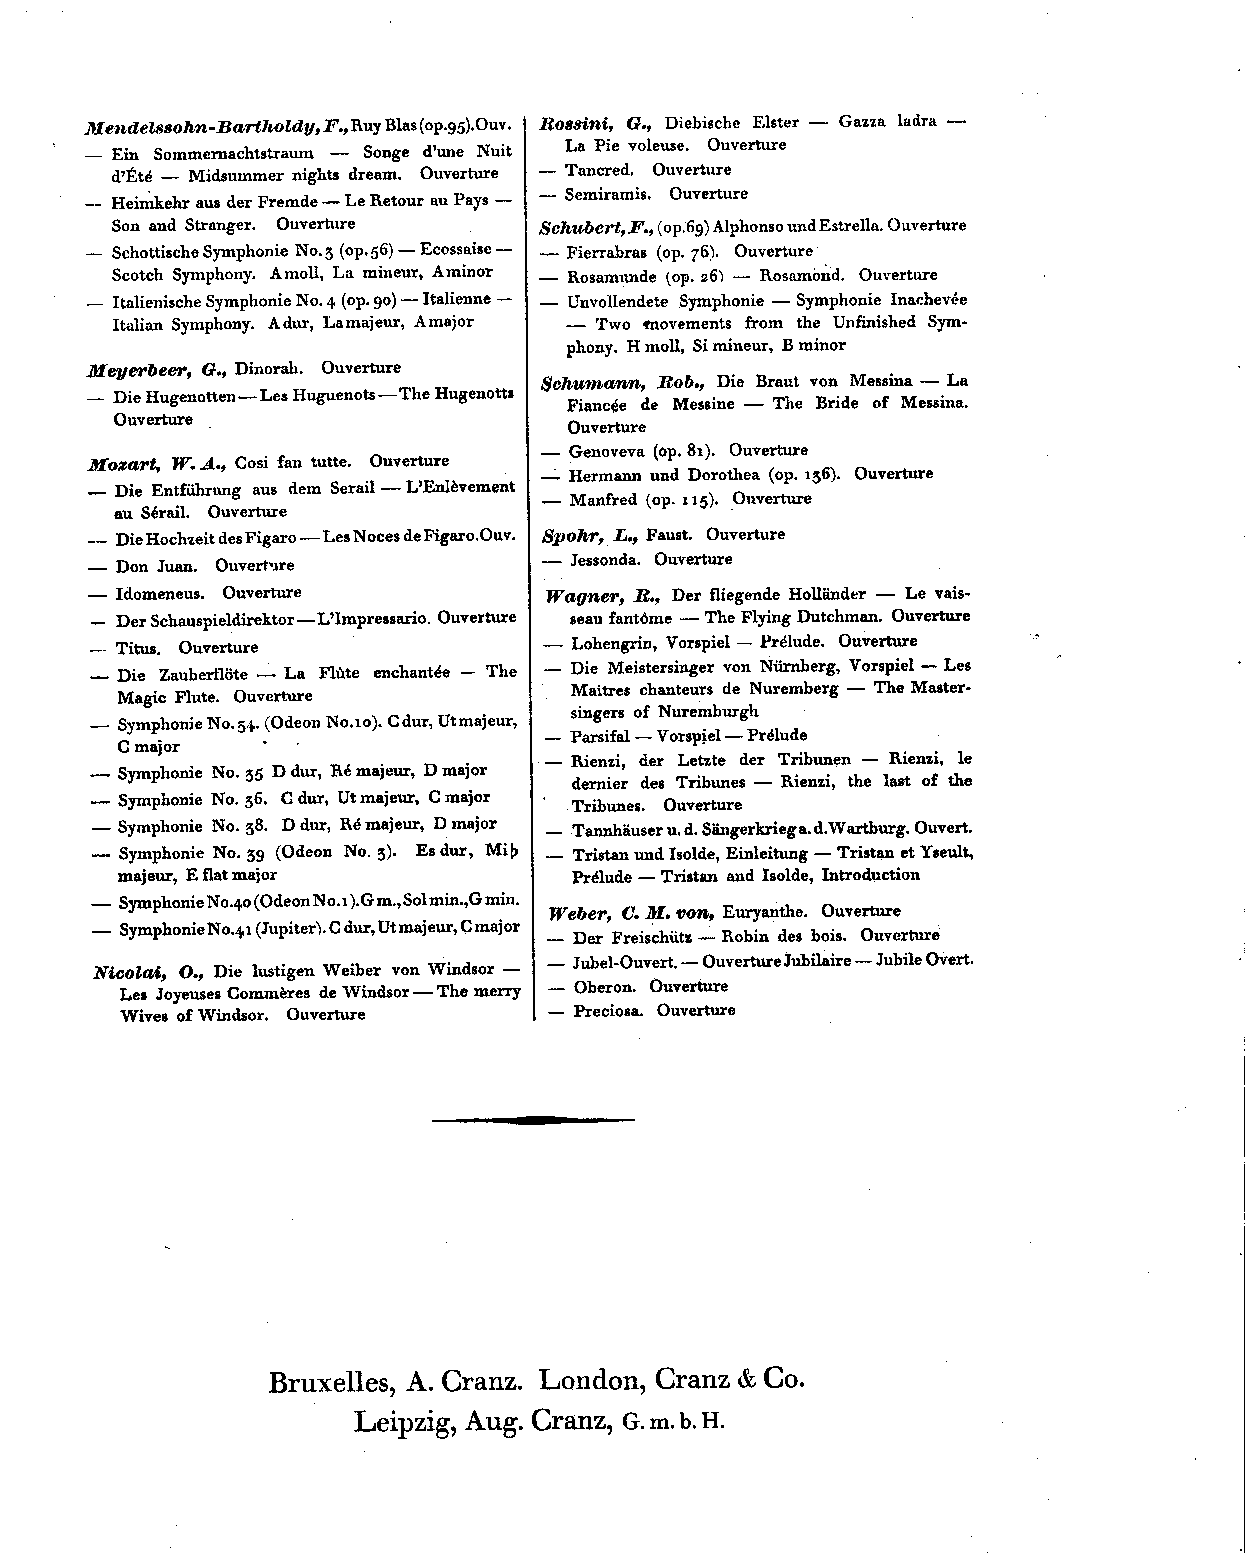 Mendelssohn-Bartholdy, F., Ruy Blas (op. 95). Ouv.
— Ein Sommernachtstraum — Songe d'une Nuit
d'Été — Midsummer nights dream. Ouverture
— Heimkehr aus der Fremde — Le Retour au Pays —
Son and Stranger. Ouverture
— Schottische Symphonie No. 3 (op. 56) — Ecossaise —
Scotch Symphony. A moll, La mineur, A minor
— Italienische Symphonie No. 4 (op. 90) — Italienne —
Italian Symphony. A dur, La majeur, A major
Meyerbeer, G., Dinorah. Ouverture
— Die Hugenotten — Les Huguenots — The Hugenotts
Ouverture
Mozart, W. A., Cosi fan tutte. Ouverture
— Die Entführung aus dem Serail — L'Enlèvement
au Sérail. Ouverture
— Die Hochzeit des Figaro — Les Noces de Figaro. Ouv.
— Don Juan. Ouverture
— Idomeneus. Ouverture
— Der Schauspieldirektor — L'Impressario. Ouverture
— Titus. Ouverture
— Die Zauberflöte — La Flûte enchantée — The
Magic Flute. Ouverture
— Symphonie No. 34. (Odeon No. 10). C dur, Ut majeur,
C major
— Symphonie No. 35 D dur, Ré majeur, D major
— Symphonie No. 36. C dur, Ut majeur, C major
— Symphonie No. 38. D dur, Ré majeur, D major
— Symphonie No. 39 (Odeon No. 3). Es dur, Mi♭
majeur, E flat major
— Symphonie No. 40 (Odeon No. 1). G m., Sol min., G min.
— Symphonie No. 41 (Jupiter). C dur, Ut majeur, C major
Nicolai, O., Die lustigen Weiber von Windsor —
Les Joyeuses Commères de Windsor — The merry
Wives of Windsor. Ouverture
Rossini, G., Diebische Elster — Gazza ladra —
La Pie voleuse. Ouverture
— Tancred. Ouverture
— Semiramis. Ouverture
Schubert, F., (op. 69) Alphonso und Estrella. Ouverture
— Fierrabras (op. 76). Ouverture
— Rosamunde (op. 26) — Rosamond. Ouverture
— Unvollendete Symphonie — Symphonie Inachevée
— Two movements from the Unfinished Sym-
phony. H moll, Si mineur, B minor
Schumann, Rob., Die Braut von Messina — La
Fiancée de Messine — The Bride of Messina.
Ouverture
— Genoveva (op. 81). Ouverture
— Hermann und Dorothea (op. 136). Ouverture
— Manfred (op. 115). Ouverture
Spohr, L., Faust. Ouverture
— Jessonda. Ouverture
Wagner, R., Der fliegende Holländer — Le vais-
seau fantôme — The Flying Dutchman. Ouverture
— Lohengrin, Vorspiel — Prélude. Ouverture
— Die Meistersinger von Nürnberg, Vorspiel — Les
Maitres chanteurs de Nuremberg — The Master-
singers of Nuremburgh
— Parsifal — Vorspiel — Prélude
— Rienzi, der Letzte der Tribunen — Rienzi, le
dernier des Tribunes — Rienzi, the last of the
Tribunes. Ouverture
— Tannhäuser u. d. Sängerkrieg a. d. Wartburg. Ouvert.
— Tristan und Isolde, Einleitung — Tristan et Yseult,
Prélude — Tristan and Isolde, Introduction
Weber, C. M. von, Euryanthe. Ouverture
— Der Freischütz — Robin des bois. Ouverture
— Jubel-Ouvert. — Ouverture Jubilaire — Jubile Overt.
— Oberon. Ouverture
— Preciosa. Ouverture
Bruxelles, A. Cranz. London, Cranz & Co.
Leipzig, Aug. Cranz, G. m. b. H.